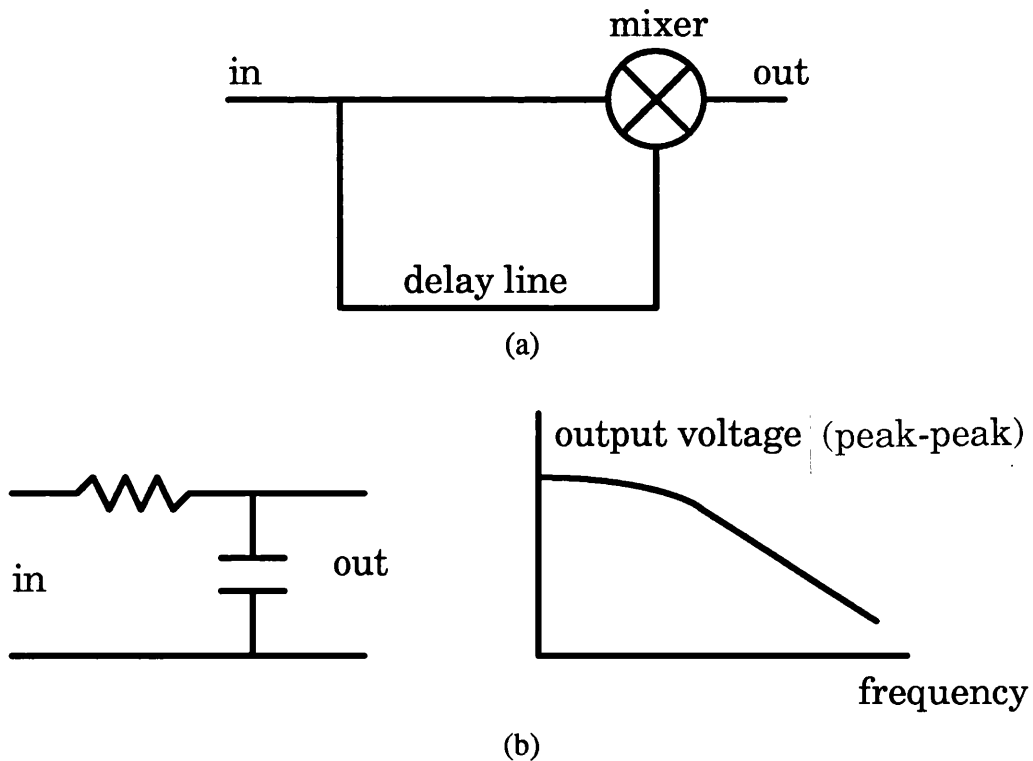 mixer
in out
delay line
(a)
output voltage (peak-peak)
in out
frequency
(b)